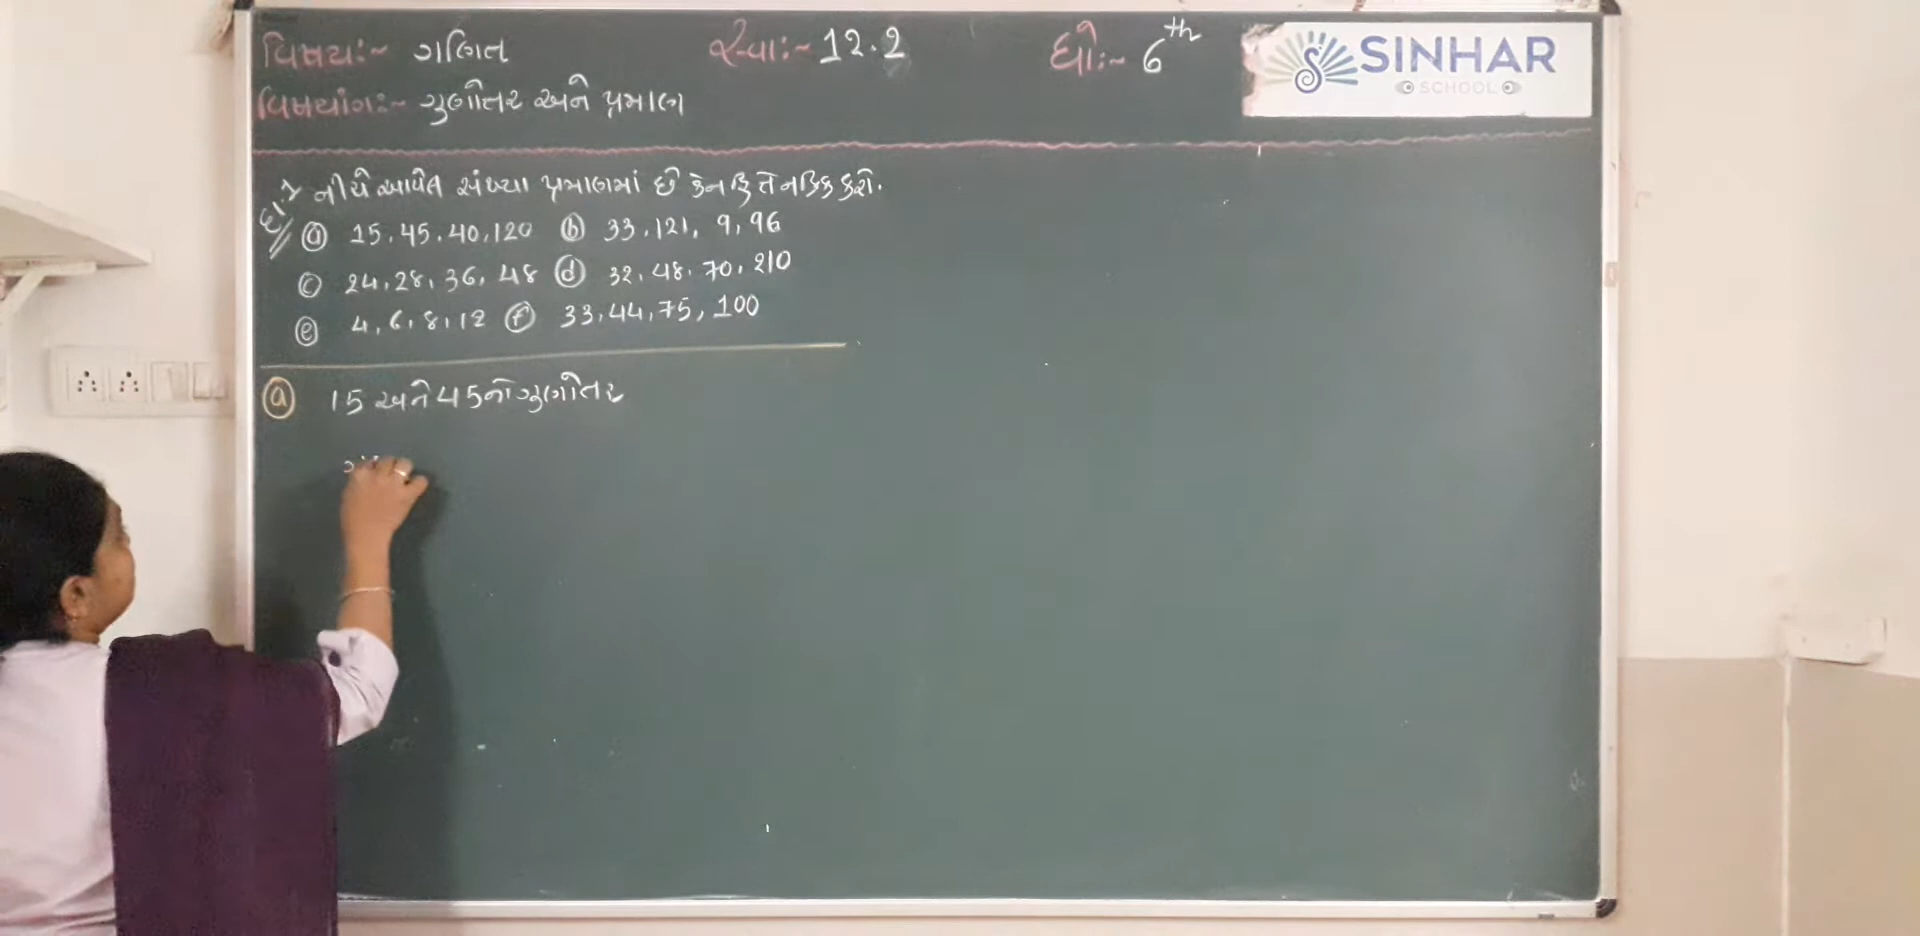 વિષય:~ ગણિત સ્વા:~ 12.2 ધો:~ 6th SINHAR
SCHOOL
વિષયાંગ:~ ગુણોત્તર અને પ્રમાણ
દા.1 નીચે આપેલ સંખ્યા પ્રમાણમાં છે કે નહિ તે નક્કિ કરો.
(a) 15, 45, 40, 120 (b) 33, 121, 9, 96
(c) 24, 28, 36, 48 (d) 32, 48, 70, 210
(e) 4, 6, 8, 12 (f) 33, 44, 75, 100
(a) 15 અને 45નો ગુણોત્તર